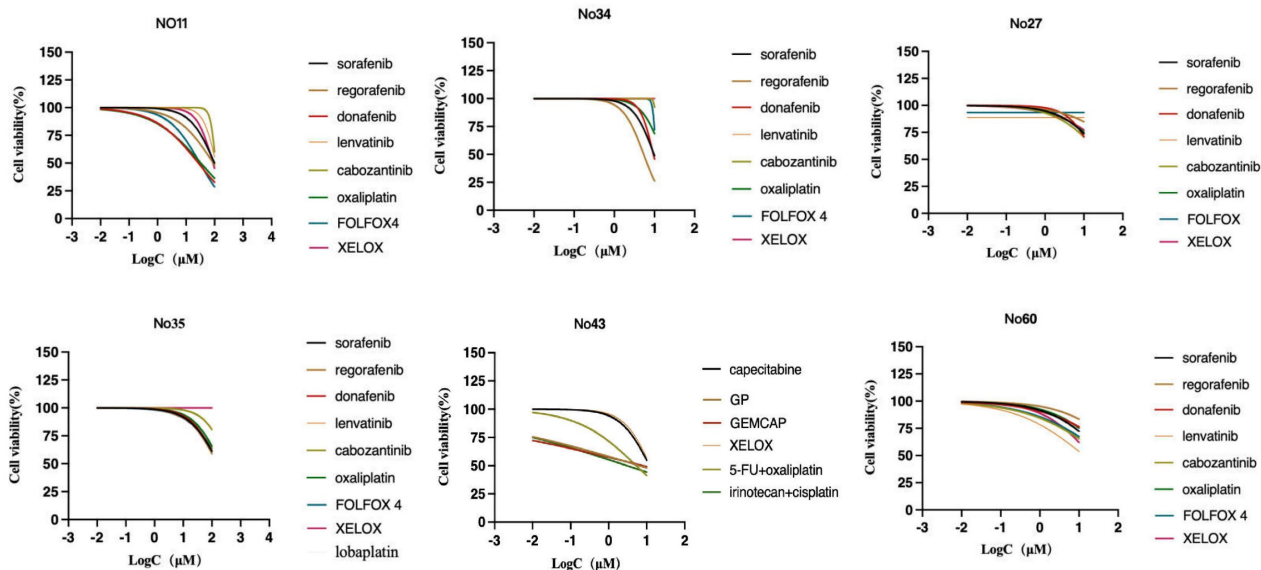 NO11
Cell viability(%)
150
125
100
75
50
25
0
-3 -2 -1 0 1 2 3 4
LogC（μM）
sorafenib
regorafenib
donafenib
lenvatinib
cabozantinib
oxaliplatin
FOLFOX4
XELOX
No34
Cell viability(%)
150
125
100
75
50
25
0
-3 -2 -1 0 1 2
LogC（μM）
sorafenib
regorafenib
donafenib
lenvatinib
cabozantinib
oxaliplatin
FOLFOX 4
XELOX
No27
Cell viability(%)
150
125
100
75
50
25
0
-3 -2 -1 0 1 2
LogC（μM）
sorafenib
regorafenib
donafenib
lenvatinib
cabozantinib
oxaliplatin
FOLFOX
XELOX
No35
Cell viability(%)
150
125
100
75
50
25
0
-3 -2 -1 0 1 2 3 4
LogC（μM）
sorafenib
regorafenib
donafenib
lenvatinib
cabozantinib
oxaliplatin
FOLFOX 4
XELOX
lobaplatin
No43
Cell viability(%)
150
125
100
75
50
25
0
-3 -2 -1 0 1 2
LogC（μM）
capecitabine
GP
GEMCAP
XELOX
5-FU+oxaliplatin
irinotecan+cisplatin
No60
Cell viability(%)
150
125
100
75
50
25
0
-3 -2 -1 0 1 2
LogC（μM）
sorafenib
regorafenib
donafenib
lenvatinib
cabozantinib
oxaliplatin
FOLFOX 4
XELOX